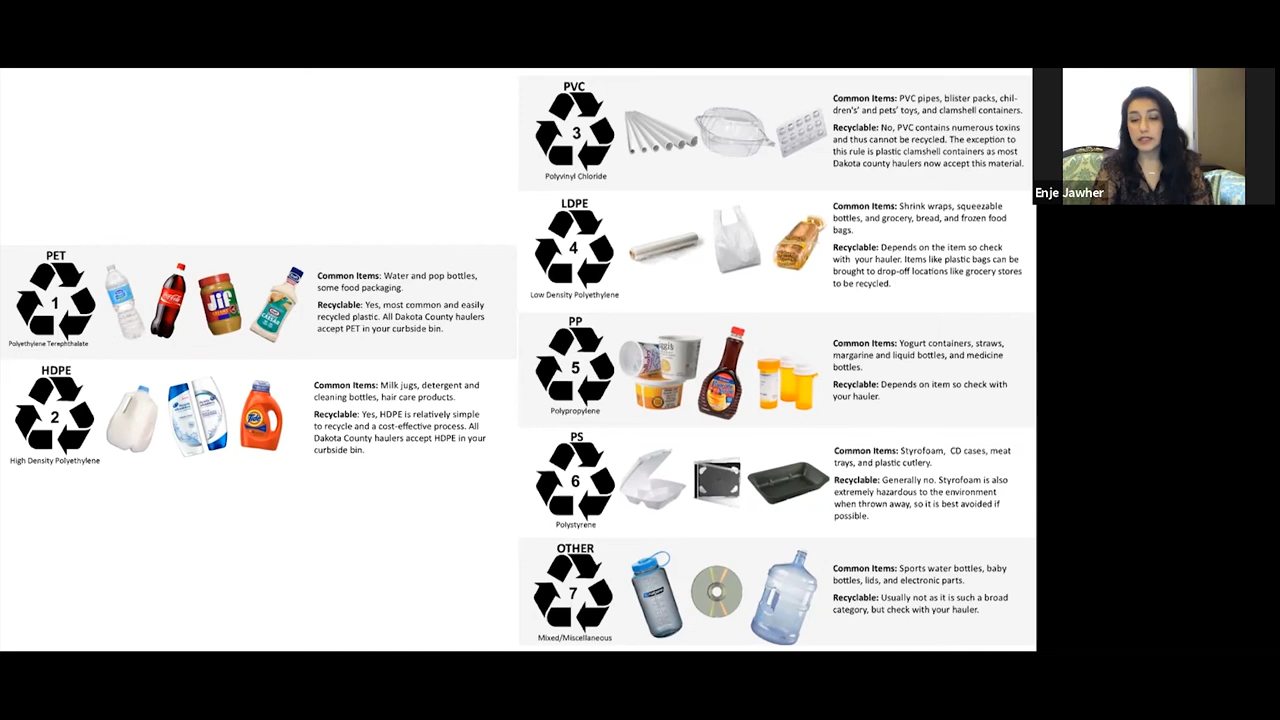 PET
1
Polyethylene Terephthalate
Common Items: Water and pop bottles,
some food packaging.
Recyclable: Yes, most common and easily
recycled plastic. All Dakota County haulers
accept PET in your curbside bin.
Coca-Cola
Jif
HDPE
2
High Density Polyethylene
Tide
Common Items: Milk jugs, detergent and
cleaning bottles, hair care products.
Recyclable: Yes, HDPE is relatively simple
to recycle and a cost-effective process. All
Dakota County haulers accept HDPE in your
curbside bin.
PVC
3
Polyvinyl Chloride
Common Items: PVC pipes, blister packs, chil-
dren's' and pets' toys, and clamshell containers.
Recyclable: No, PVC contains numerous toxins
and thus cannot be recycled. The exception to
this rule is plastic clamshell containers as most
Dakota county haulers now accept this material.
LDPE
4
Low Density Polyethylene
Common Items: Shrink wraps, squeezable
bottles, and grocery, bread, and frozen food
bags.
Recyclable: Depends on the item so check
with your hauler. Items like plastic bags can be
brought to drop-off locations like grocery stores
to be recycled.
PP
5
Polypropylene
Common Items: Yogurt containers, straws,
margarine and liquid bottles, and medicine
bottles.
Recyclable: Depends on item so check with
your hauler.
PS
6
Polystyrene
Common Items: Styrofoam, CD cases, meat
trays, and plastic cutlery.
Recyclable: Generally no. Styrofoam is also
extremely hazardous to the environment
when thrown away, so it is best avoided if
possible.
OTHER
7
Mixed/Miscellaneous
Common Items: Sports water bottles, baby
bottles, lids, and electronic parts.
Recyclable: Usually not as it is such a broad
category, but check with your hauler.
Enje Jawher